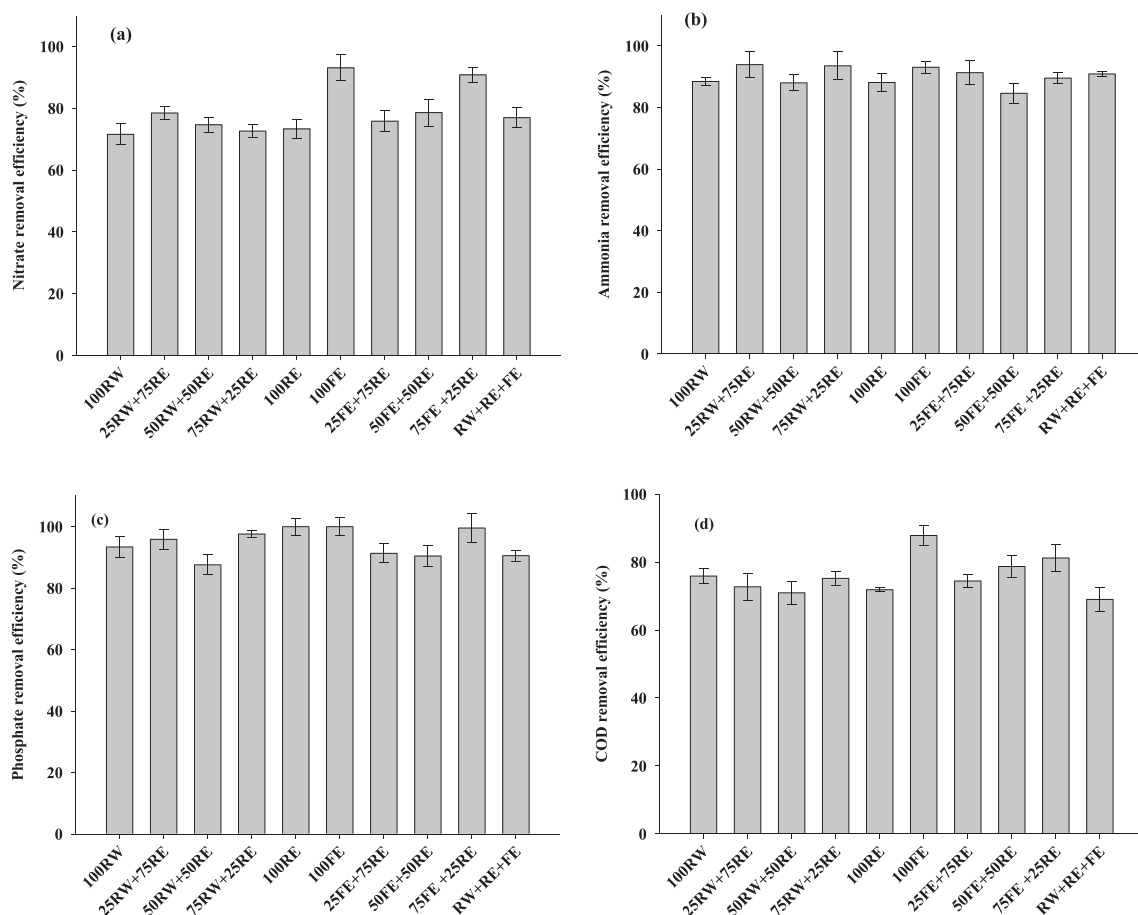 (a)
Nitrate removal efficiency (%)
100
80
60
40
20
0
100RW
25RW+75RE
50RW+50RE
75RW+25RE
100RE
100FE
25FE+75RE
50FE+50RE
75FE +25RE
RW+RE+FE
(b)
Ammonia removal efficiency (%)
100
80
60
40
20
0
100RW
25RW+75RE
50RW+50RE
75RW+25RE
100RE
100FE
25FE+75RE
50FE+50RE
75FE +25RE
RW+RE+FE
(c)
Phosphate removal efficiency (%)
100
80
60
40
20
0
100RW
25RW+75RE
50RW+50RE
75RW+25RE
100RE
100FE
25FE+75RE
50FE+50RE
75FE +25RE
RW+RE+FE
(d)
COD removal efficiency (%)
100
80
60
40
20
0
100RW
25RW+75RE
50RW+50RE
75RW+25RE
100RE
100FE
25FE+75RE
50FE+50RE
75FE +25RE
RW+RE+FE